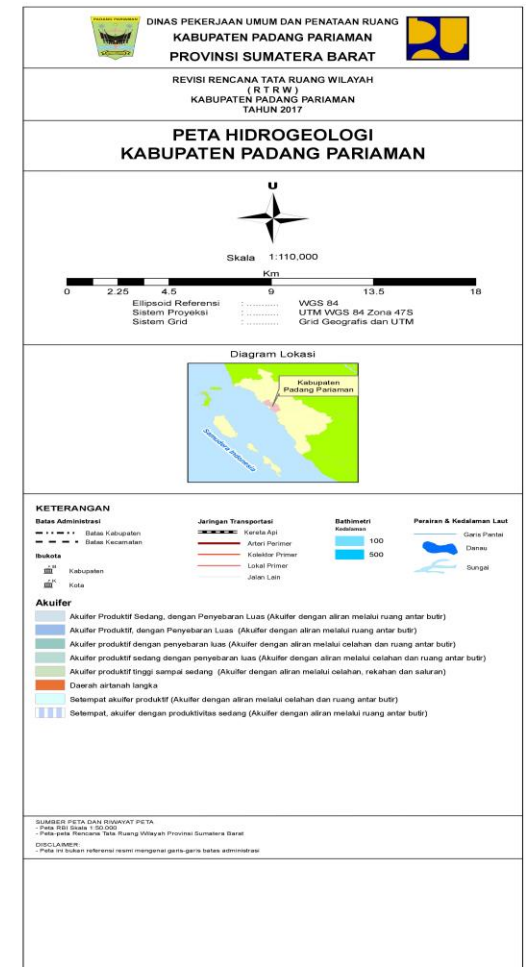 PADANG PARIAMAN
DINAS PEKERJAAN UMUM DAN PENATAAN RUANG
KABUPATEN PADANG PARIAMAN
PROVINSI SUMATERA BARAT
REVISI RENCANA TATA RUANG WILAYAH
( R T R W )
KABUPATEN PADANG PARIAMAN
TAHUN 2017
PETA HIDROGEOLOGI
KABUPATEN PADANG PARIAMAN
U
Skala 1:110,000
Km
0 2.25 4.5 9 13.5 18
Ellipsoid Referensi : .......... WGS 84
Sistem Proyeksi : .......... UTM WGS 84 Zona 47S
Sistem Grid : .......... Grid Geografis dan UTM
Diagram Lokasi
Kabupaten
Padang Pariaman
Samudera Indonesia
KETERANGAN
Batas Administrasi
Batas Kabupaten
Batas Kecamatan
Ibukota
Kabupaten
Kota
Jaringan Transportasi
Kereta Api
Arteri Perimer
Kolektor Primer
Lokal Primer
Jalan Lain
Bathimetri
Kedalaman
100
500
Perairan & Kedalaman Laut
Garis Pantai
Danau
Sungai
Akuifer
Akuifer Produktif Sedang, dengan Penyebaran Luas (Akuifer dengan aliran melalui ruang antar butir)
Akuifer Produktif, dengan Penyebaran Luas (Akuifer dengan aliran melalui ruang antar butir)
Akuifer produktif dengan penyebaran luas (Akuifer dengan aliran melalui celahan dan ruang antar butir)
Akuifer produktif sedang dengan penyebaran luas (Akuifer dengan aliran melalui celahan dan ruang antar butir)
Akuifer produktif tinggi sampai sedang (Akuifer dengan aliran melalui celahan, rekahan dan saluran)
Daerah airtanah langka
Setempat akuifer produktif (Akuifer dengan aliran melalui celahan dan ruang antar butir)
Setempat, akuifer dengan produktivitas sedang (Akuifer dengan aliran melalui ruang antar butir)
SUMBER PETA DAN RIWAYAT PETA
- Peta RBI Skala 1:50.000
- Peta-peta Rencana Tata Ruang Wilayah Provinsi Sumatera Barat
DISCLAIMER:
- Peta ini bukan referensi resmi mengenai garis-garis batas administrasi